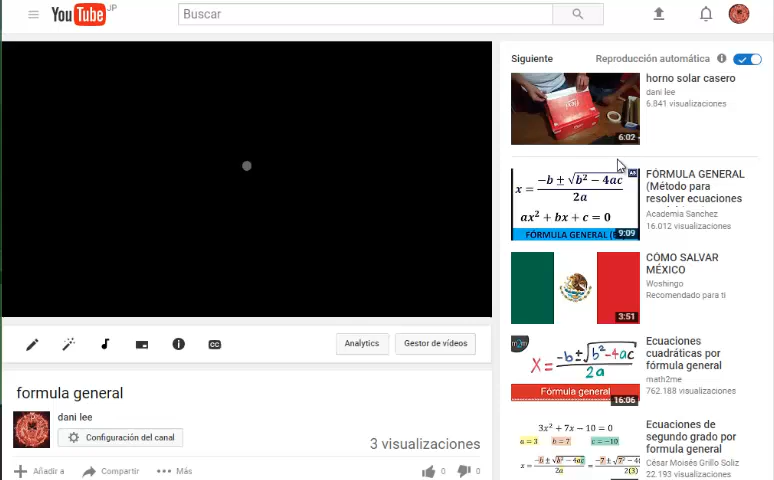 YouTube JP
Buscar
Siguiente
Reproducción automática
horno solar casero
dani lee
6.841 visualizaciones
6:02
x = −b ± √b² − 4ac
2a
ax² + bx + c = 0
FÓRMULA GENERAL
9:09
FÓRMULA GENERAL
(Método para
resolver ecuaciones
Academia Sanchez
16.012 visualizaciones
CÓMO SALVAR
MÉXICO
Woshingo
Recomendado para ti
3:51
x = −b ± √b² − 4ac
2a
Fórmula general
16:06
Ecuaciones
cuadráticas por
fórmula general
math2me
762.188 visualizaciones
3x² + 7x − 10 = 0
a = 3 b = 7 c = −10
Ecuaciones de
segundo grado por
formula general
César Moisés Grillo Soliz
22.193 visualizaciones
CC
Analytics
Gestor de vídeos
formula general
dani lee
Configuración del canal
3 visualizaciones
Añadir a
Compartir
Más
0
0